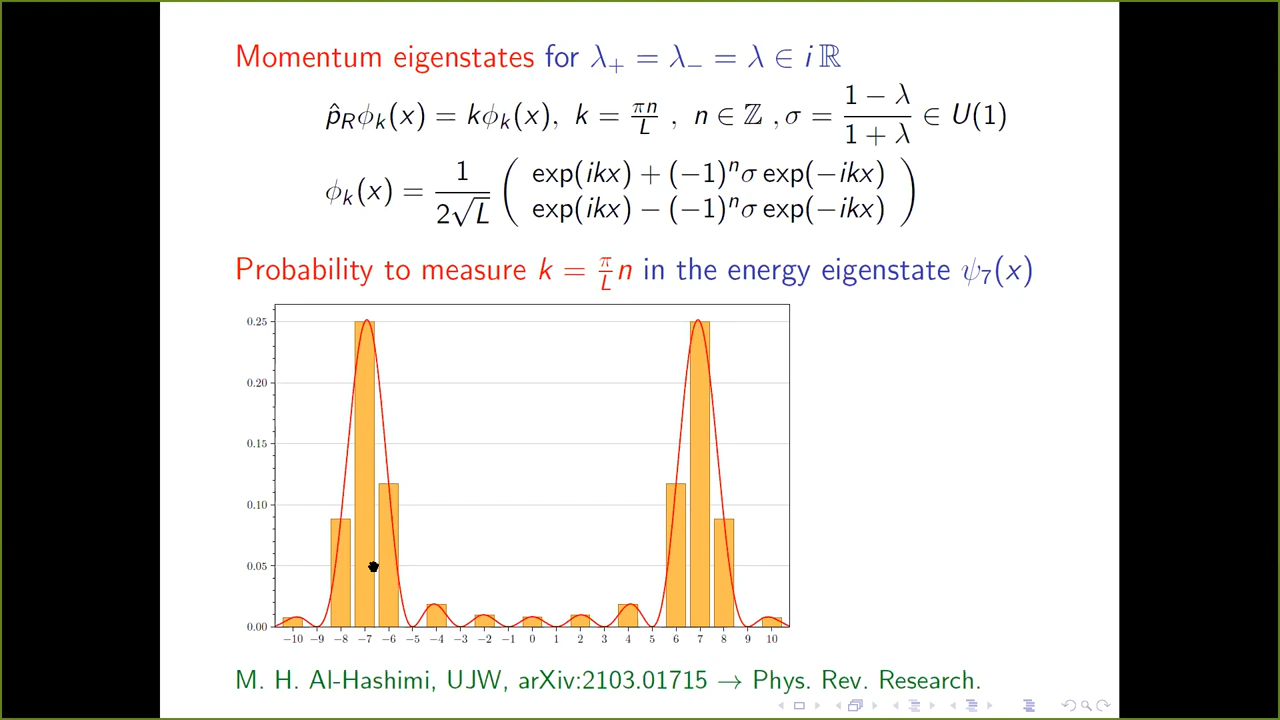 Momentum eigenstates for λ₊ = λ₋ = λ ∈ i ℝ
p̂_R ϕ_k(x) = kϕ_k(x), k = πn/L , n ∈ ℤ , σ = (1 − λ)/(1 + λ) ∈ U(1)
ϕ_k(x) = 1/(2√L) ( exp(ikx) + (−1)ⁿσ exp(−ikx)
exp(ikx) − (−1)ⁿσ exp(−ikx) )
Probability to measure k = π/L n in the energy eigenstate ψ₇(x)
0.25
0.20
0.15
0.10
0.05
0.00
−10 −9 −8 −7 −6 −5 −4 −3 −2 −1 0 1 2 3 4 5 6 7 8 9 10
M. H. Al-Hashimi, UJW, arXiv:2103.01715 → Phys. Rev. Research.